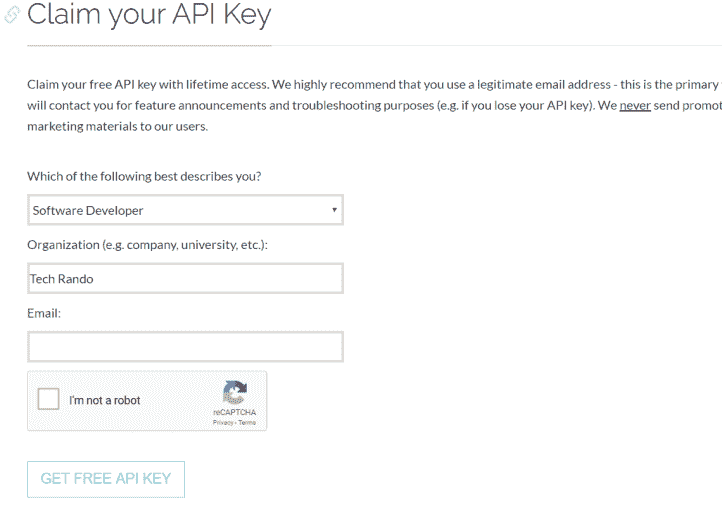 Claim your API Key
Claim your free API key with lifetime access. We highly recommend that you use a legitimate email address - this is the primary
will contact you for feature announcements and troubleshooting purposes (e.g. if you lose your API key). We never send promot
marketing materials to our users.
Which of the following best describes you?
Software Developer
Organization (e.g. company, university, etc.):
Tech Rando
Email:
I'm not a robot
reCAPTCHA
Privacy - Terms
GET FREE API KEY